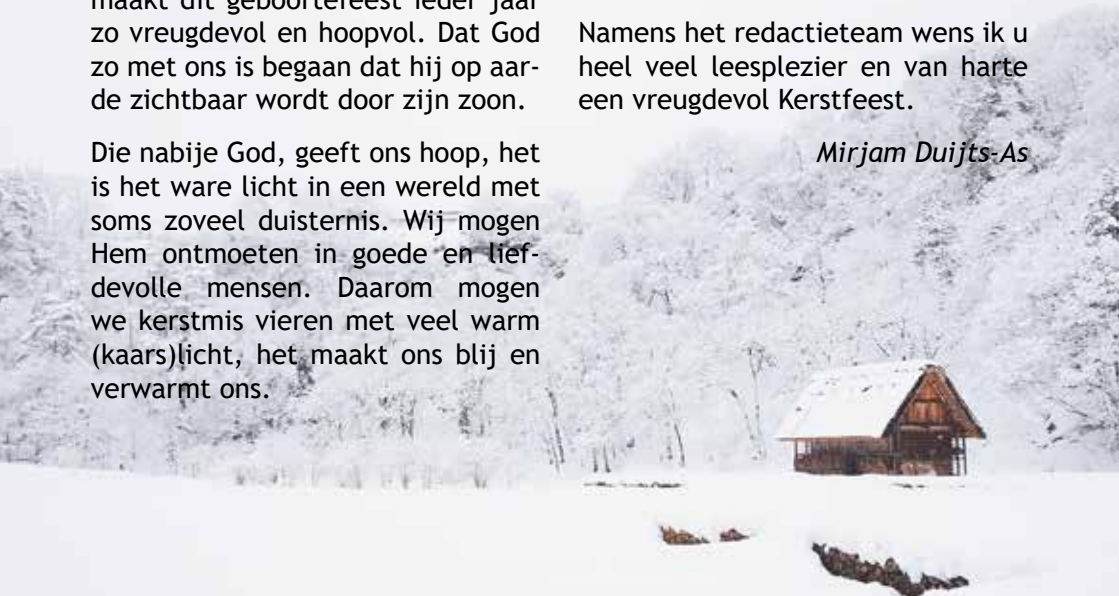 maakt dit geboortefeest ieder jaar
zo vreugdevol en hoopvol. Dat God
zo met ons is begaan dat hij op aar-
de zichtbaar wordt door zijn zoon.
Die nabije God, geeft ons hoop, het
is het ware licht in een wereld met
soms zoveel duisternis. Wij mogen
Hem ontmoeten in goede en lief-
devolle mensen. Daarom mogen
we kerstmis vieren met veel warm
(kaars)licht, het maakt ons blij en
verwarmt ons.
Namens het redactieteam wens ik u
heel veel leesplezier en van harte
een vreugdevol Kerstfeest.
Mirjam Duijts-As